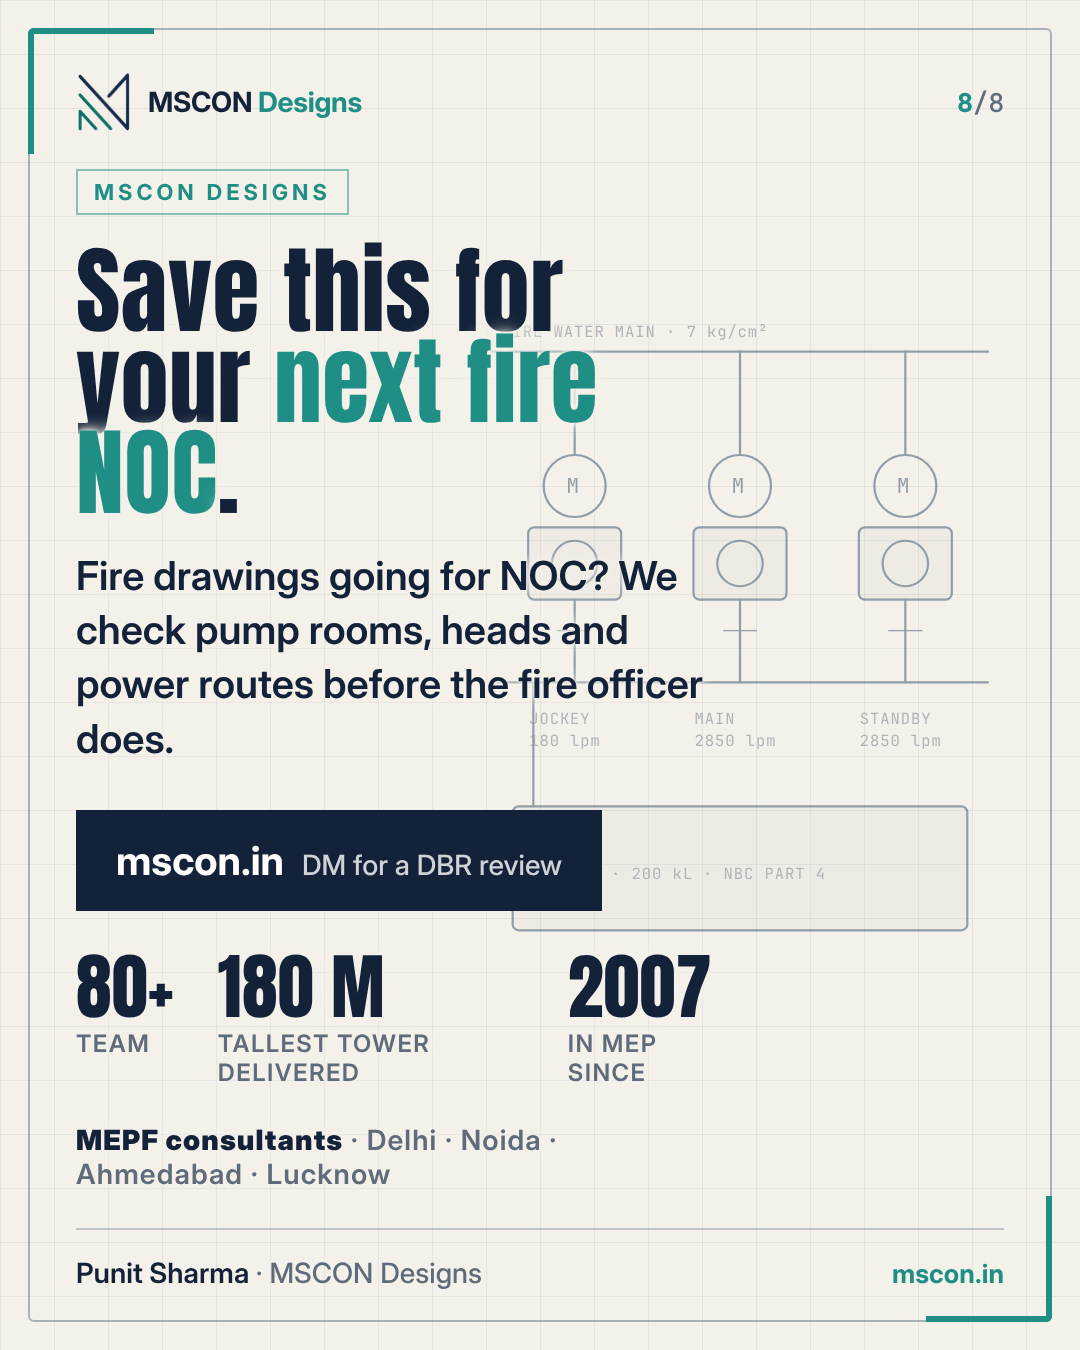 MSCON Designs
8/8
MSCON DESIGNS
Save this for
your next fire
NOC.
WATER MAIN · 7 kg/cm²
M M M
Fire drawings going for NOC? We
check pump rooms, heads and
power routes before the fire officer
does.
JOCKEY
180 lpm
MAIN
2850 lpm
STANDBY
2850 lpm
mscon.in DM for a DBR review
· 200 kL · NBC PART 4
80+
TEAM
180 M
TALLEST TOWER
DELIVERED
2007
IN MEP
SINCE
MEPF consultants · Delhi · Noida ·
Ahmedabad · Lucknow
Punit Sharma · MSCON Designs
mscon.in